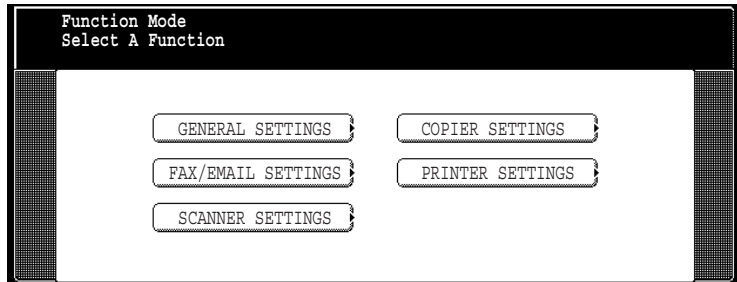 Function Mode
Select A Function
GENERAL SETTINGS
COPIER SETTINGS
FAX/EMAIL SETTINGS
PRINTER SETTINGS
SCANNER SETTINGS